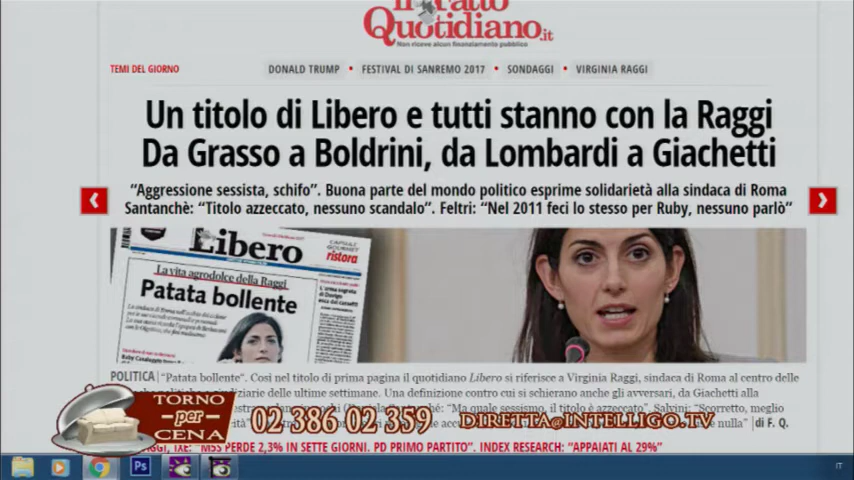 Il Fatto
Quotidiano.it
Non riceve alcun finanziamento pubblico
TEMI DEL GIORNO
DONALD TRUMP • FESTIVAL DI SANREMO 2017 • SONDAGGI • VIRGINIA RAGGI
Un titolo di Libero e tutti stanno con la Raggi
Da Grasso a Boldrini, da Lombardi a Giachetti
“Aggressione sessista, schifo”. Buona parte del mondo politico esprime solidarietà alla sindaca di Roma
Santanchè: “Titolo azzeccato, nessuno scandalo”. Feltri: “Nel 2011 feci lo stesso per Ruby, nessuno parlò”
Libero
CAPSULE
GOURMET
ristora
La vita agrodolce della Raggi
Patata bollente
POLITICA | “Patata bollente“. Così nel titolo di prima pagina il quotidiano Libero si riferisce a Virginia Raggi, sindaca di Roma al centro delle
ziarie delle ultime settimane. Una definizione contro cui si schierano anche gli avversari, da Giachetti alla
“Ma quale sessismo, il titolo è azzeccato”. Salvini: “Scorretto, meglio
nulla” | di F. Q.
TORNO
per
CENA
02 386 02 359
DIRETTA@INTELLIGO.TV
AGGI, IXE: “M5S PERDE 2,3% IN SETTE GIORNI. PD PRIMO PARTITO”. INDEX RESEARCH: “APPAIATI AL 29%”
Ps
IT